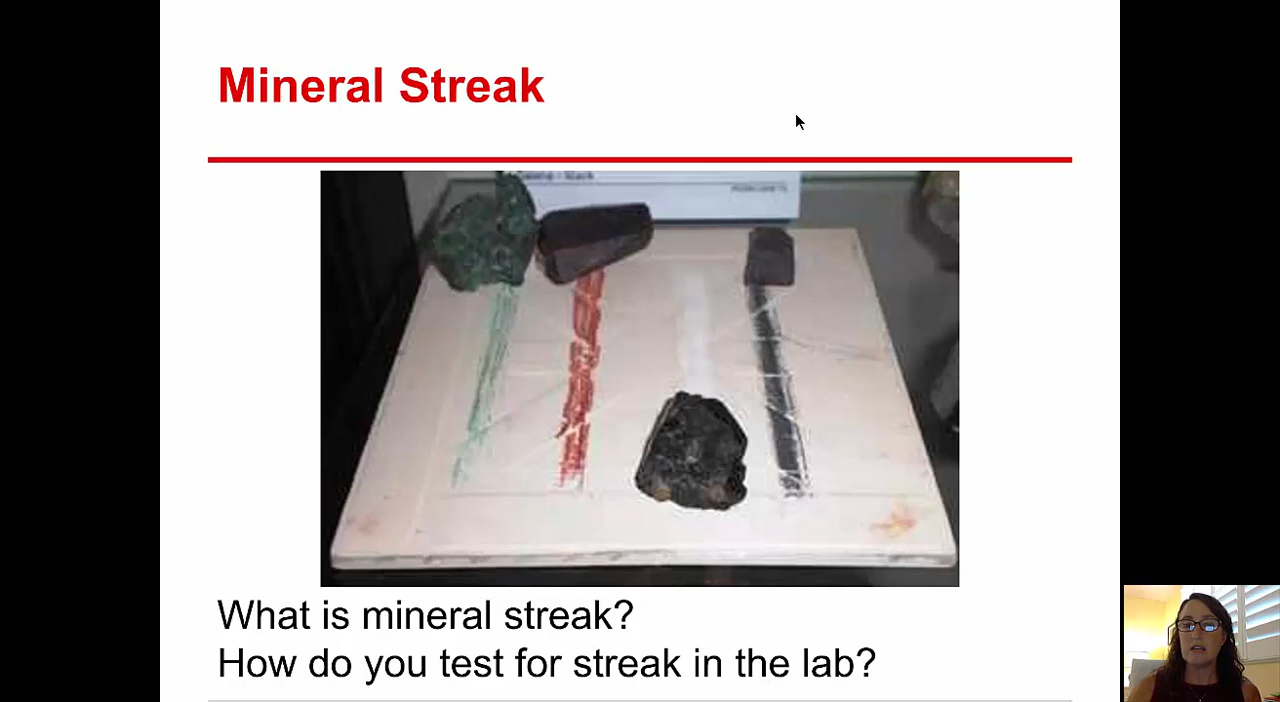 Mineral Streak
What is mineral streak?
How do you test for streak in the lab?